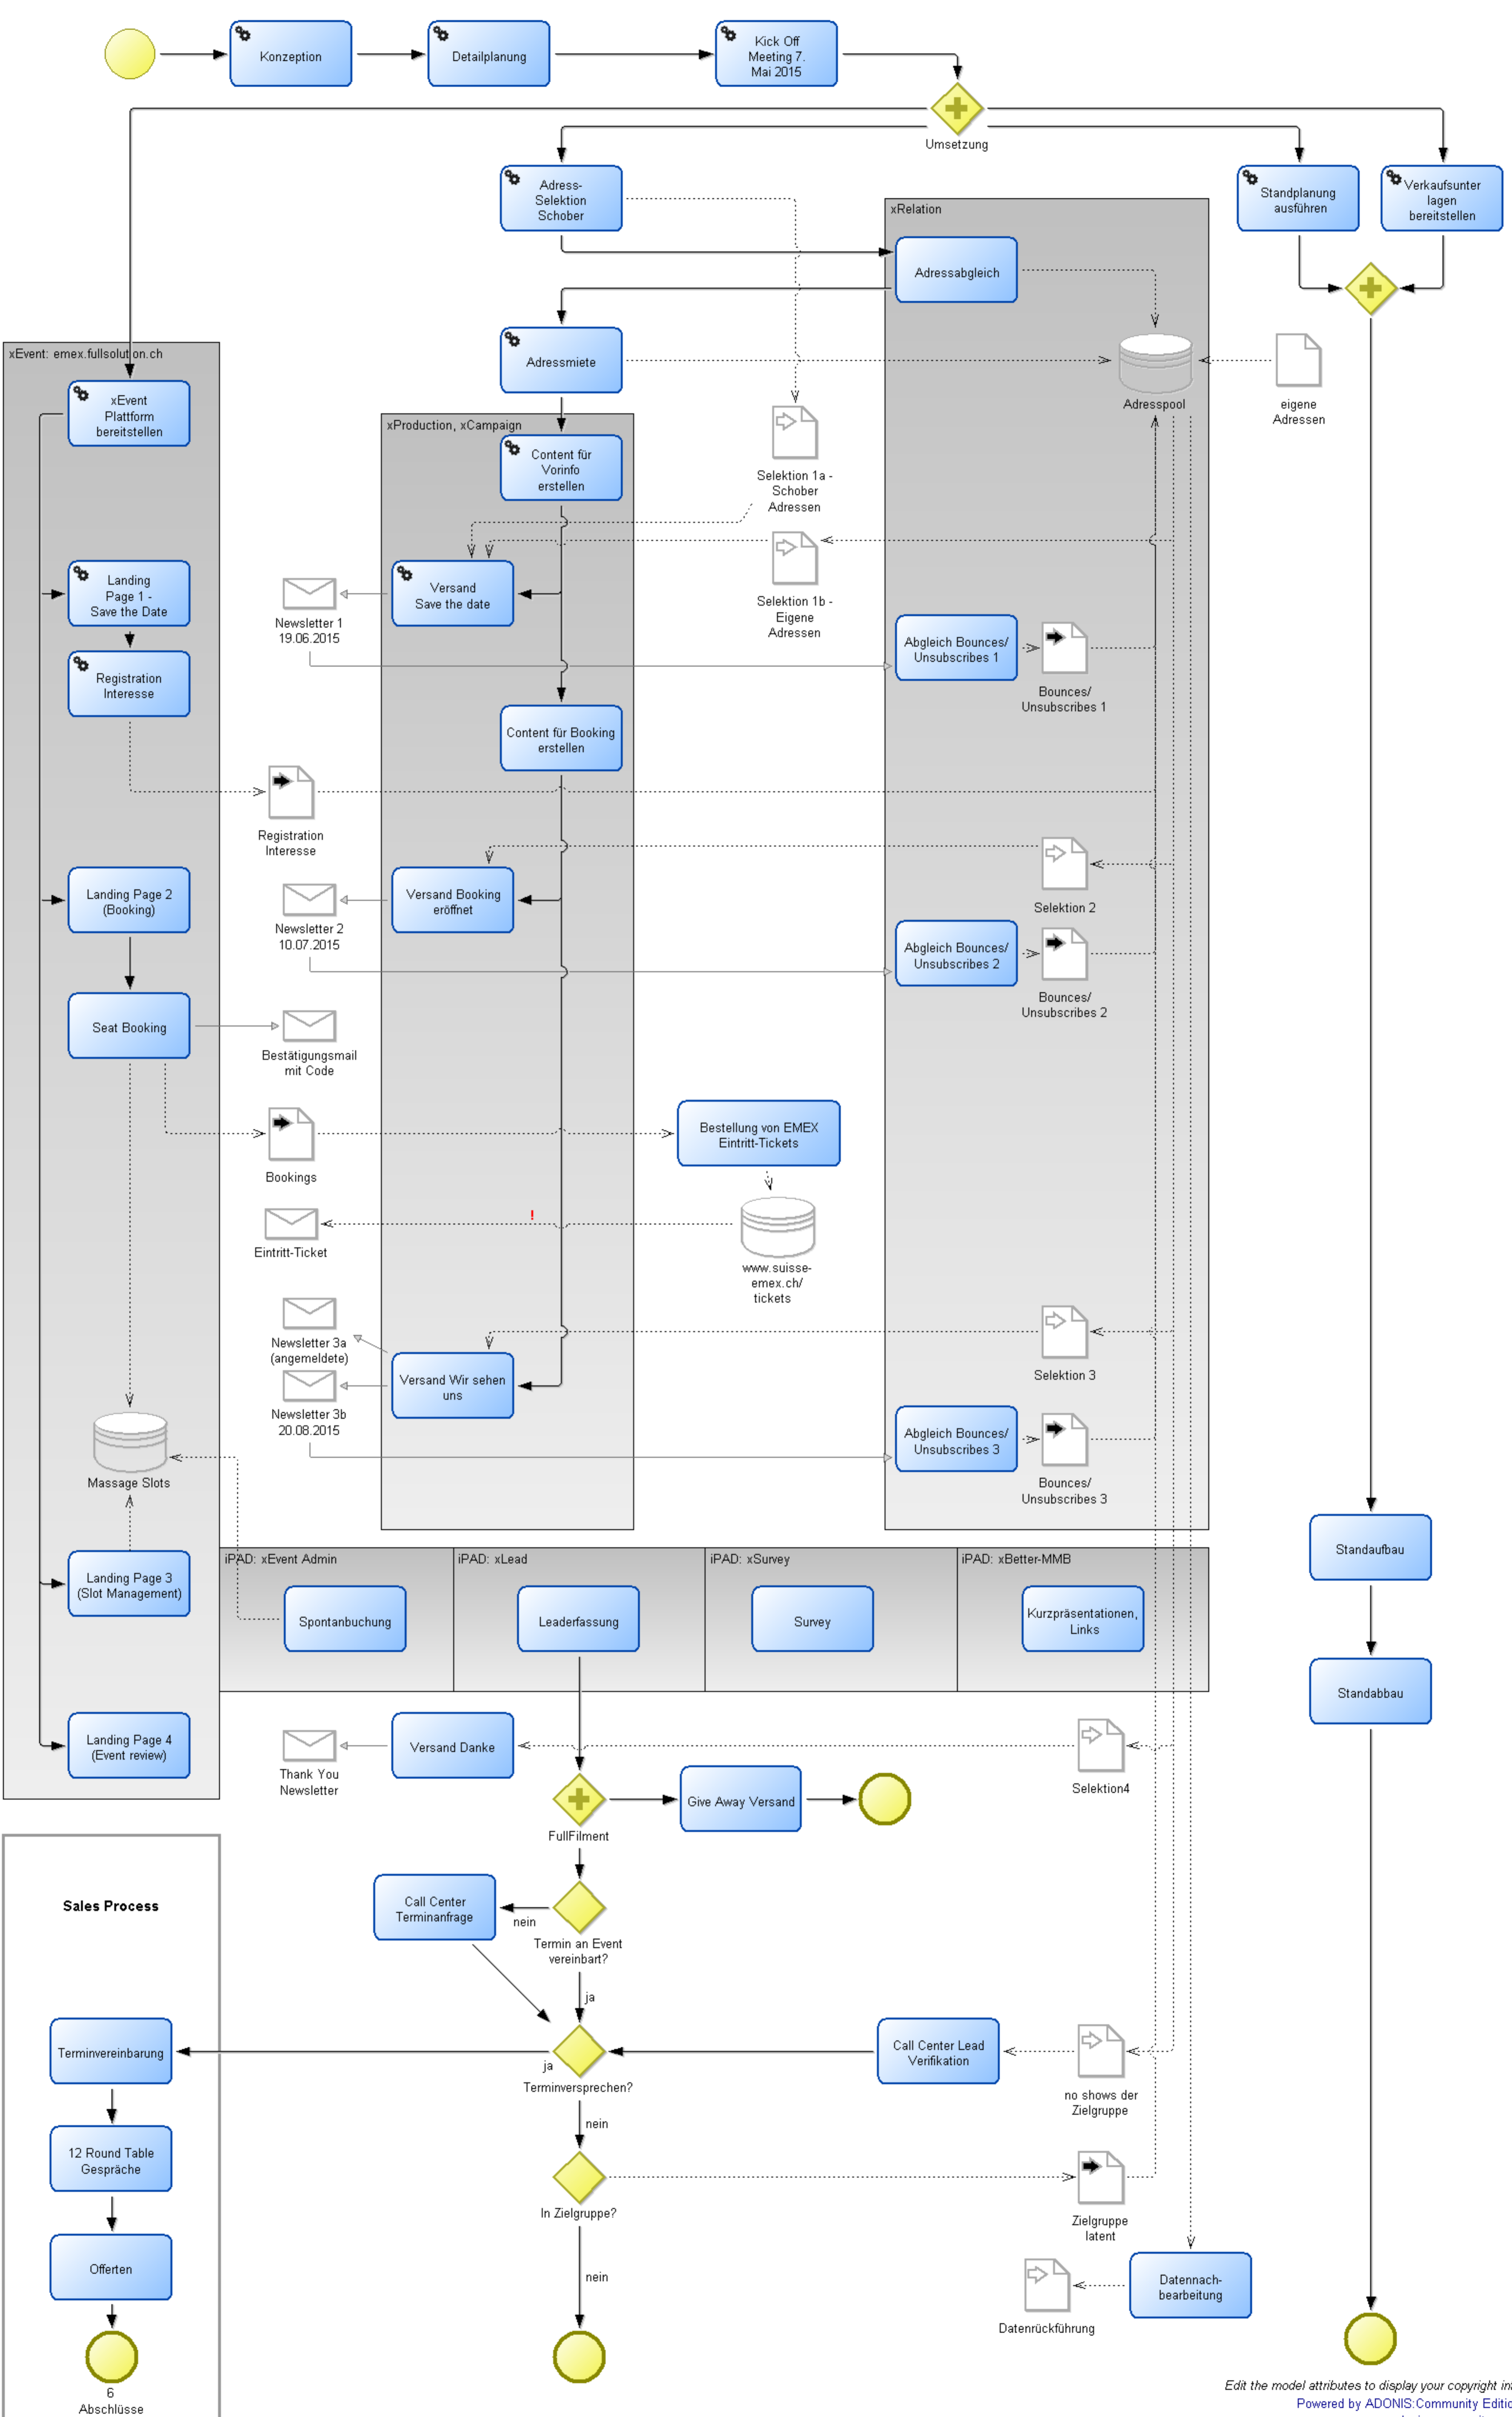 Konzeption
Detailplanung
Kick Off
Meeting 7.
Mai 2015
Umsetzung
Adress-
Selektion
Schober
Standplanung
ausführen
Verkaufsunter
lagen
bereitstellen
xRelation
Adressabgleich
xEvent: emex.fullsolution.ch
Adressmiete
Adresspool
eigene
Adressen
xEvent
Plattform
bereitstellen
xProduction, xCampaign
Content für
Vorinfo
erstellen
Selektion 1a -
Schober
Adressen
Landing
Page 1 -
Save the Date
Newsletter 1
19.06.2015
Versand
Save the date
Selektion 1b -
Eigene
Adressen
Abgleich Bounces/
Unsubscribes 1
Bounces/
Unsubscribes 1
Registration
Interesse
Content für Booking
erstellen
Registration
Interesse
Landing Page 2
(Booking)
Newsletter 2
10.07.2015
Versand Booking
eröffnet
Selektion 2
Abgleich Bounces/
Unsubscribes 2
Bounces/
Unsubscribes 2
Seat Booking
Bestätigungsmail
mit Code
Bookings
Bestellung von EMEX
Eintritt-Tickets
!
Eintritt-Ticket
www.suisse-
emex.ch/
tickets
Newsletter 3a
(angemeldete)
Versand Wir sehen
uns
Selektion 3
Newsletter 3b
20.08.2015
Abgleich Bounces/
Unsubscribes 3
Bounces/
Unsubscribes 3
Massage Slots
Standaufbau
Landing Page 3
(Slot Management)
iPAD: xEvent Admin
iPAD: xLead
iPAD: xSurvey
iPAD: xBetter-MMB
Spontanbuchung
Leaderfassung
Survey
Kurzpräsentationen,
Links
Standabbau
Landing Page 4
(Event review)
Thank You
Newsletter
Versand Danke
Selektion4
Give Away Versand
FullFilment
Sales Process
Call Center
Terminanfrage
nein
Termin an Event
vereinbart?
ja
Terminvereinbarung
ja
Terminversprechen?
Call Center Lead
Verifikation
no shows der
Zielgruppe
nein
12 Round Table
Gespräche
In Zielgruppe?
Zielgruppe
latent
Offerten
nein
Datennach-
bearbeitung
Datenrückführung
6
Abschlüsse
Edit the model attributes to display your copyright in
Powered by ADONIS:Community Editio